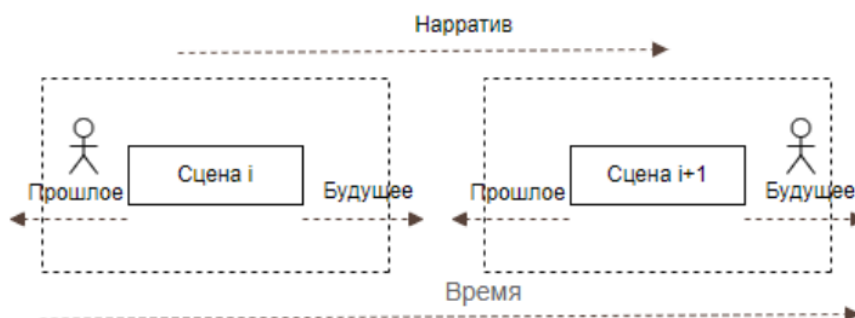 Нарратив
Сцена i
Прошлое
Будущее
Сцена i+1
Прошлое
Будущее
Время